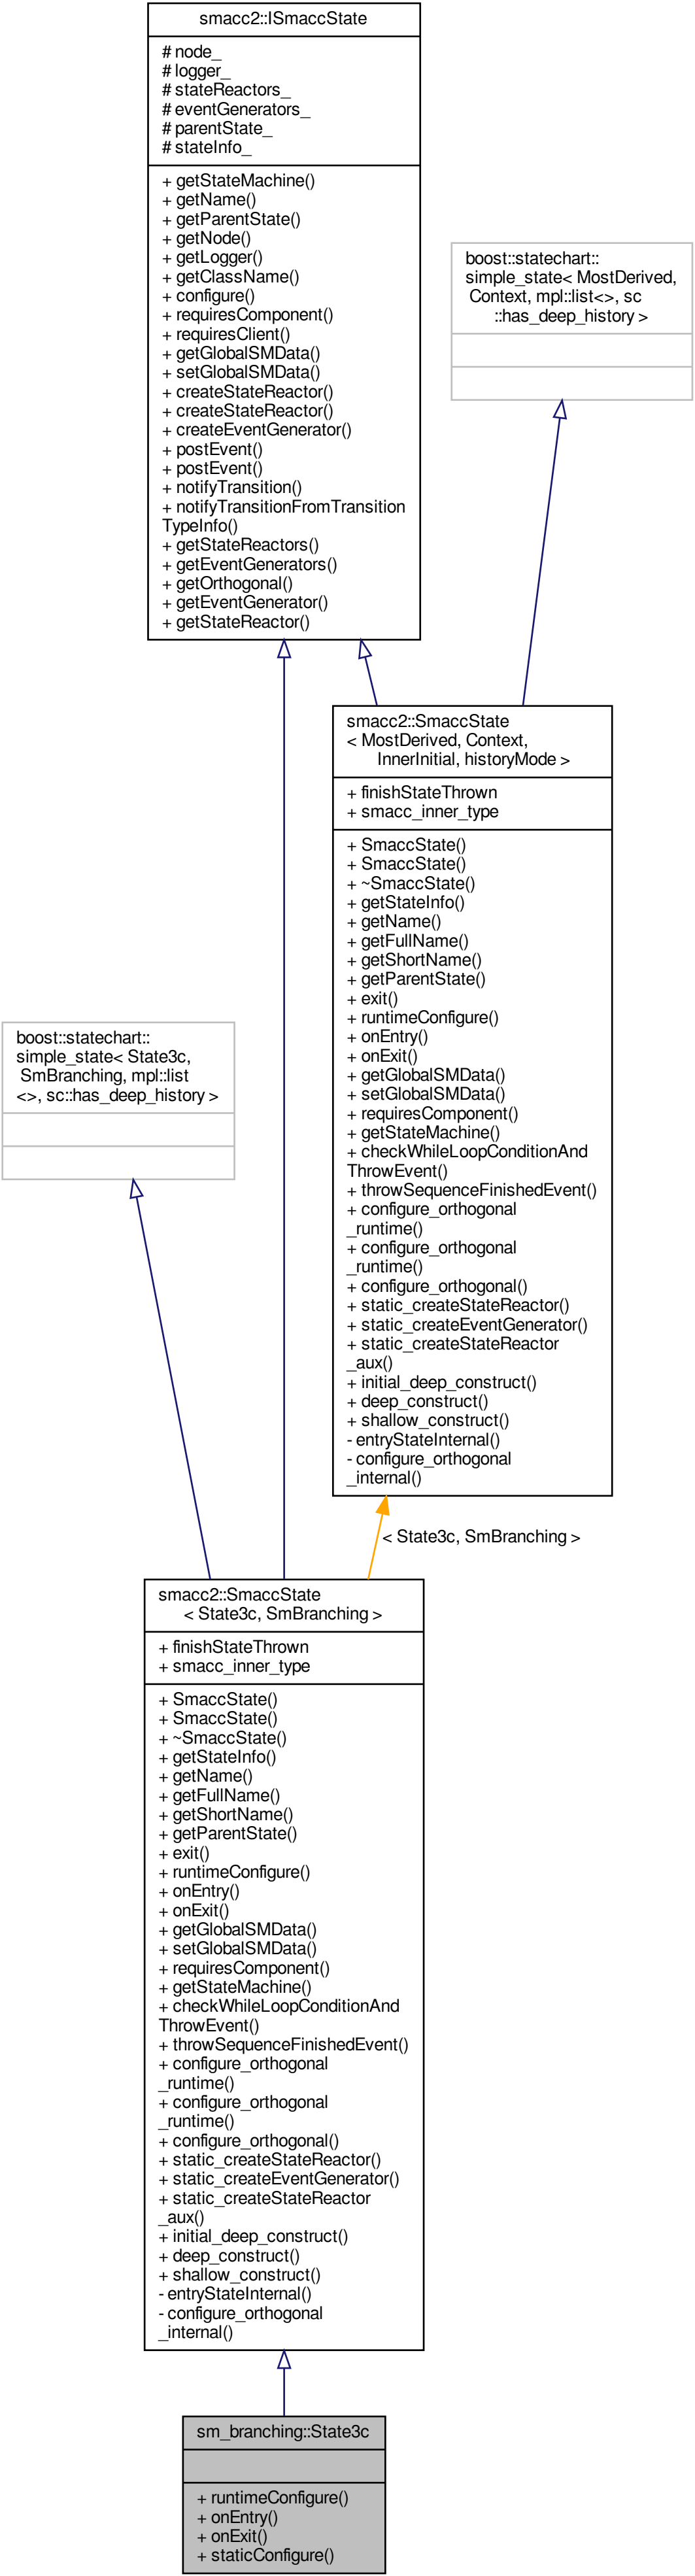 smacc2::ISmaccState
# node_
# logger_
# stateReactors_
# eventGenerators_
# parentState_
# stateInfo_
+ getStateMachine()
+ getName()
+ getParentState()
+ getNode()
+ getLogger()
+ getClassName()
+ configure()
+ requiresComponent()
+ requiresClient()
+ getGlobalSMData()
+ setGlobalSMData()
+ createStateReactor()
+ createStateReactor()
+ createEventGenerator()
+ postEvent()
+ postEvent()
+ notifyTransition()
+ notifyTransitionFromTransition
TypeInfo()
+ getStateReactors()
+ getEventGenerators()
+ getOrthogonal()
+ getEventGenerator()
+ getStateReactor()
boost::statechart::
simple_state< MostDerived,
Context, mpl::list<>, sc
::has_deep_history >
smacc2::SmaccState
< MostDerived, Context,
InnerInitial, historyMode >
+ finishStateThrown
+ smacc_inner_type
+ SmaccState()
+ SmaccState()
+ ~SmaccState()
+ getStateInfo()
+ getName()
+ getFullName()
+ getShortName()
+ getParentState()
+ exit()
+ runtimeConfigure()
+ onEntry()
+ onExit()
+ getGlobalSMData()
+ setGlobalSMData()
+ requiresComponent()
+ getStateMachine()
+ checkWhileLoopConditionAnd
ThrowEvent()
+ throwSequenceFinishedEvent()
+ configure_orthogonal
_runtime()
+ configure_orthogonal
_runtime()
+ configure_orthogonal()
+ static_createStateReactor()
+ static_createEventGenerator()
+ static_createStateReactor
_aux()
+ initial_deep_construct()
+ deep_construct()
+ shallow_construct()
- entryStateInternal()
- configure_orthogonal
_internal()
boost::statechart::
simple_state< State3c,
SmBranching, mpl::list
<>, sc::has_deep_history >
< State3c, SmBranching >
smacc2::SmaccState
< State3c, SmBranching >
+ finishStateThrown
+ smacc_inner_type
+ SmaccState()
+ SmaccState()
+ ~SmaccState()
+ getStateInfo()
+ getName()
+ getFullName()
+ getShortName()
+ getParentState()
+ exit()
+ runtimeConfigure()
+ onEntry()
+ onExit()
+ getGlobalSMData()
+ setGlobalSMData()
+ requiresComponent()
+ getStateMachine()
+ checkWhileLoopConditionAnd
ThrowEvent()
+ throwSequenceFinishedEvent()
+ configure_orthogonal
_runtime()
+ configure_orthogonal
_runtime()
+ configure_orthogonal()
+ static_createStateReactor()
+ static_createEventGenerator()
+ static_createStateReactor
_aux()
+ initial_deep_construct()
+ deep_construct()
+ shallow_construct()
- entryStateInternal()
- configure_orthogonal
_internal()
sm_branching::State3c
+ runtimeConfigure()
+ onEntry()
+ onExit()
+ staticConfigure()